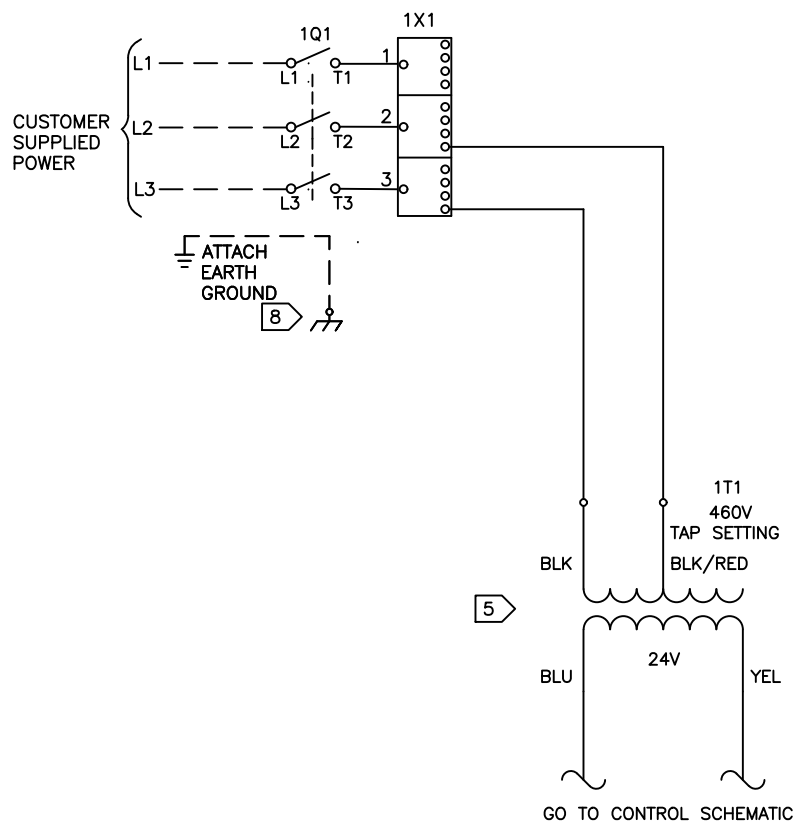 1Q1
1X1
L1
L1
T1
1
CUSTOMER
SUPPLIED
POWER
L2
L2
T2
2
L3
L3
T3
3
ATTACH
EARTH
GROUND
8
1T1
460V
TAP SETTING
BLK
BLK/RED
5
24V
BLU
YEL
GO TO CONTROL SCHEMATIC